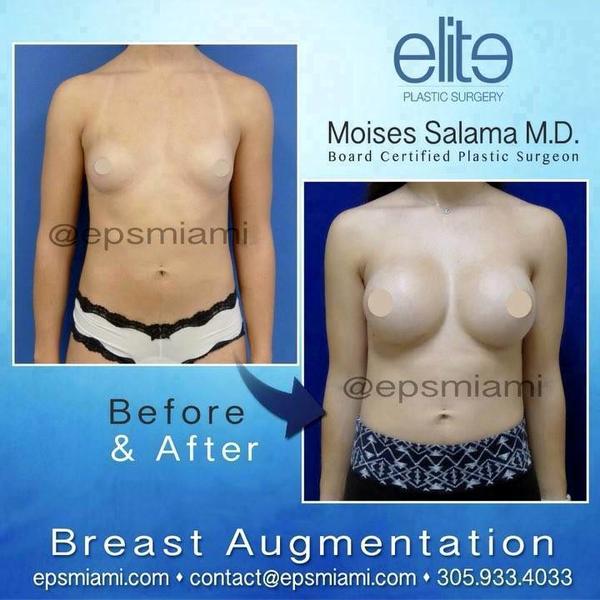 elite
PLASTIC SURGERY
Moises Salama M.D.
Board Certified Plastic Surgeon
@epsmiami
@epsmiami
Before
& After
Breast Augmentation
epsmiami.com • contact@epsmiami.com • 305.933.4033